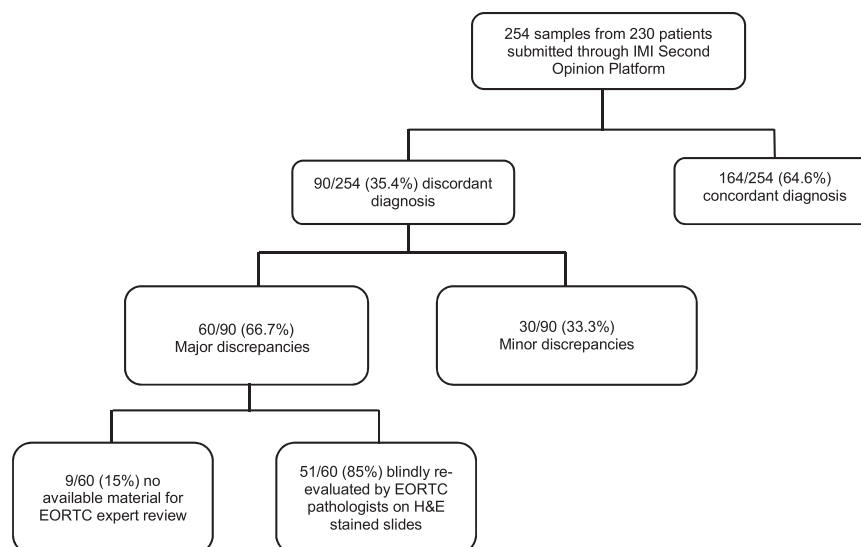 254 samples from 230 patients
submitted through IMI Second
Opinion Platform
90/254 (35.4%) discordant
diagnosis
164/254 (64.6%)
concordant diagnosis
60/90 (66.7%)
Major discrepancies
30/90 (33.3%)
Minor discrepancies
9/60 (15%) no
available material for
EORTC expert review
51/60 (85%) blindly re-
evaluated by EORTC
pathologists on H&E
stained slides